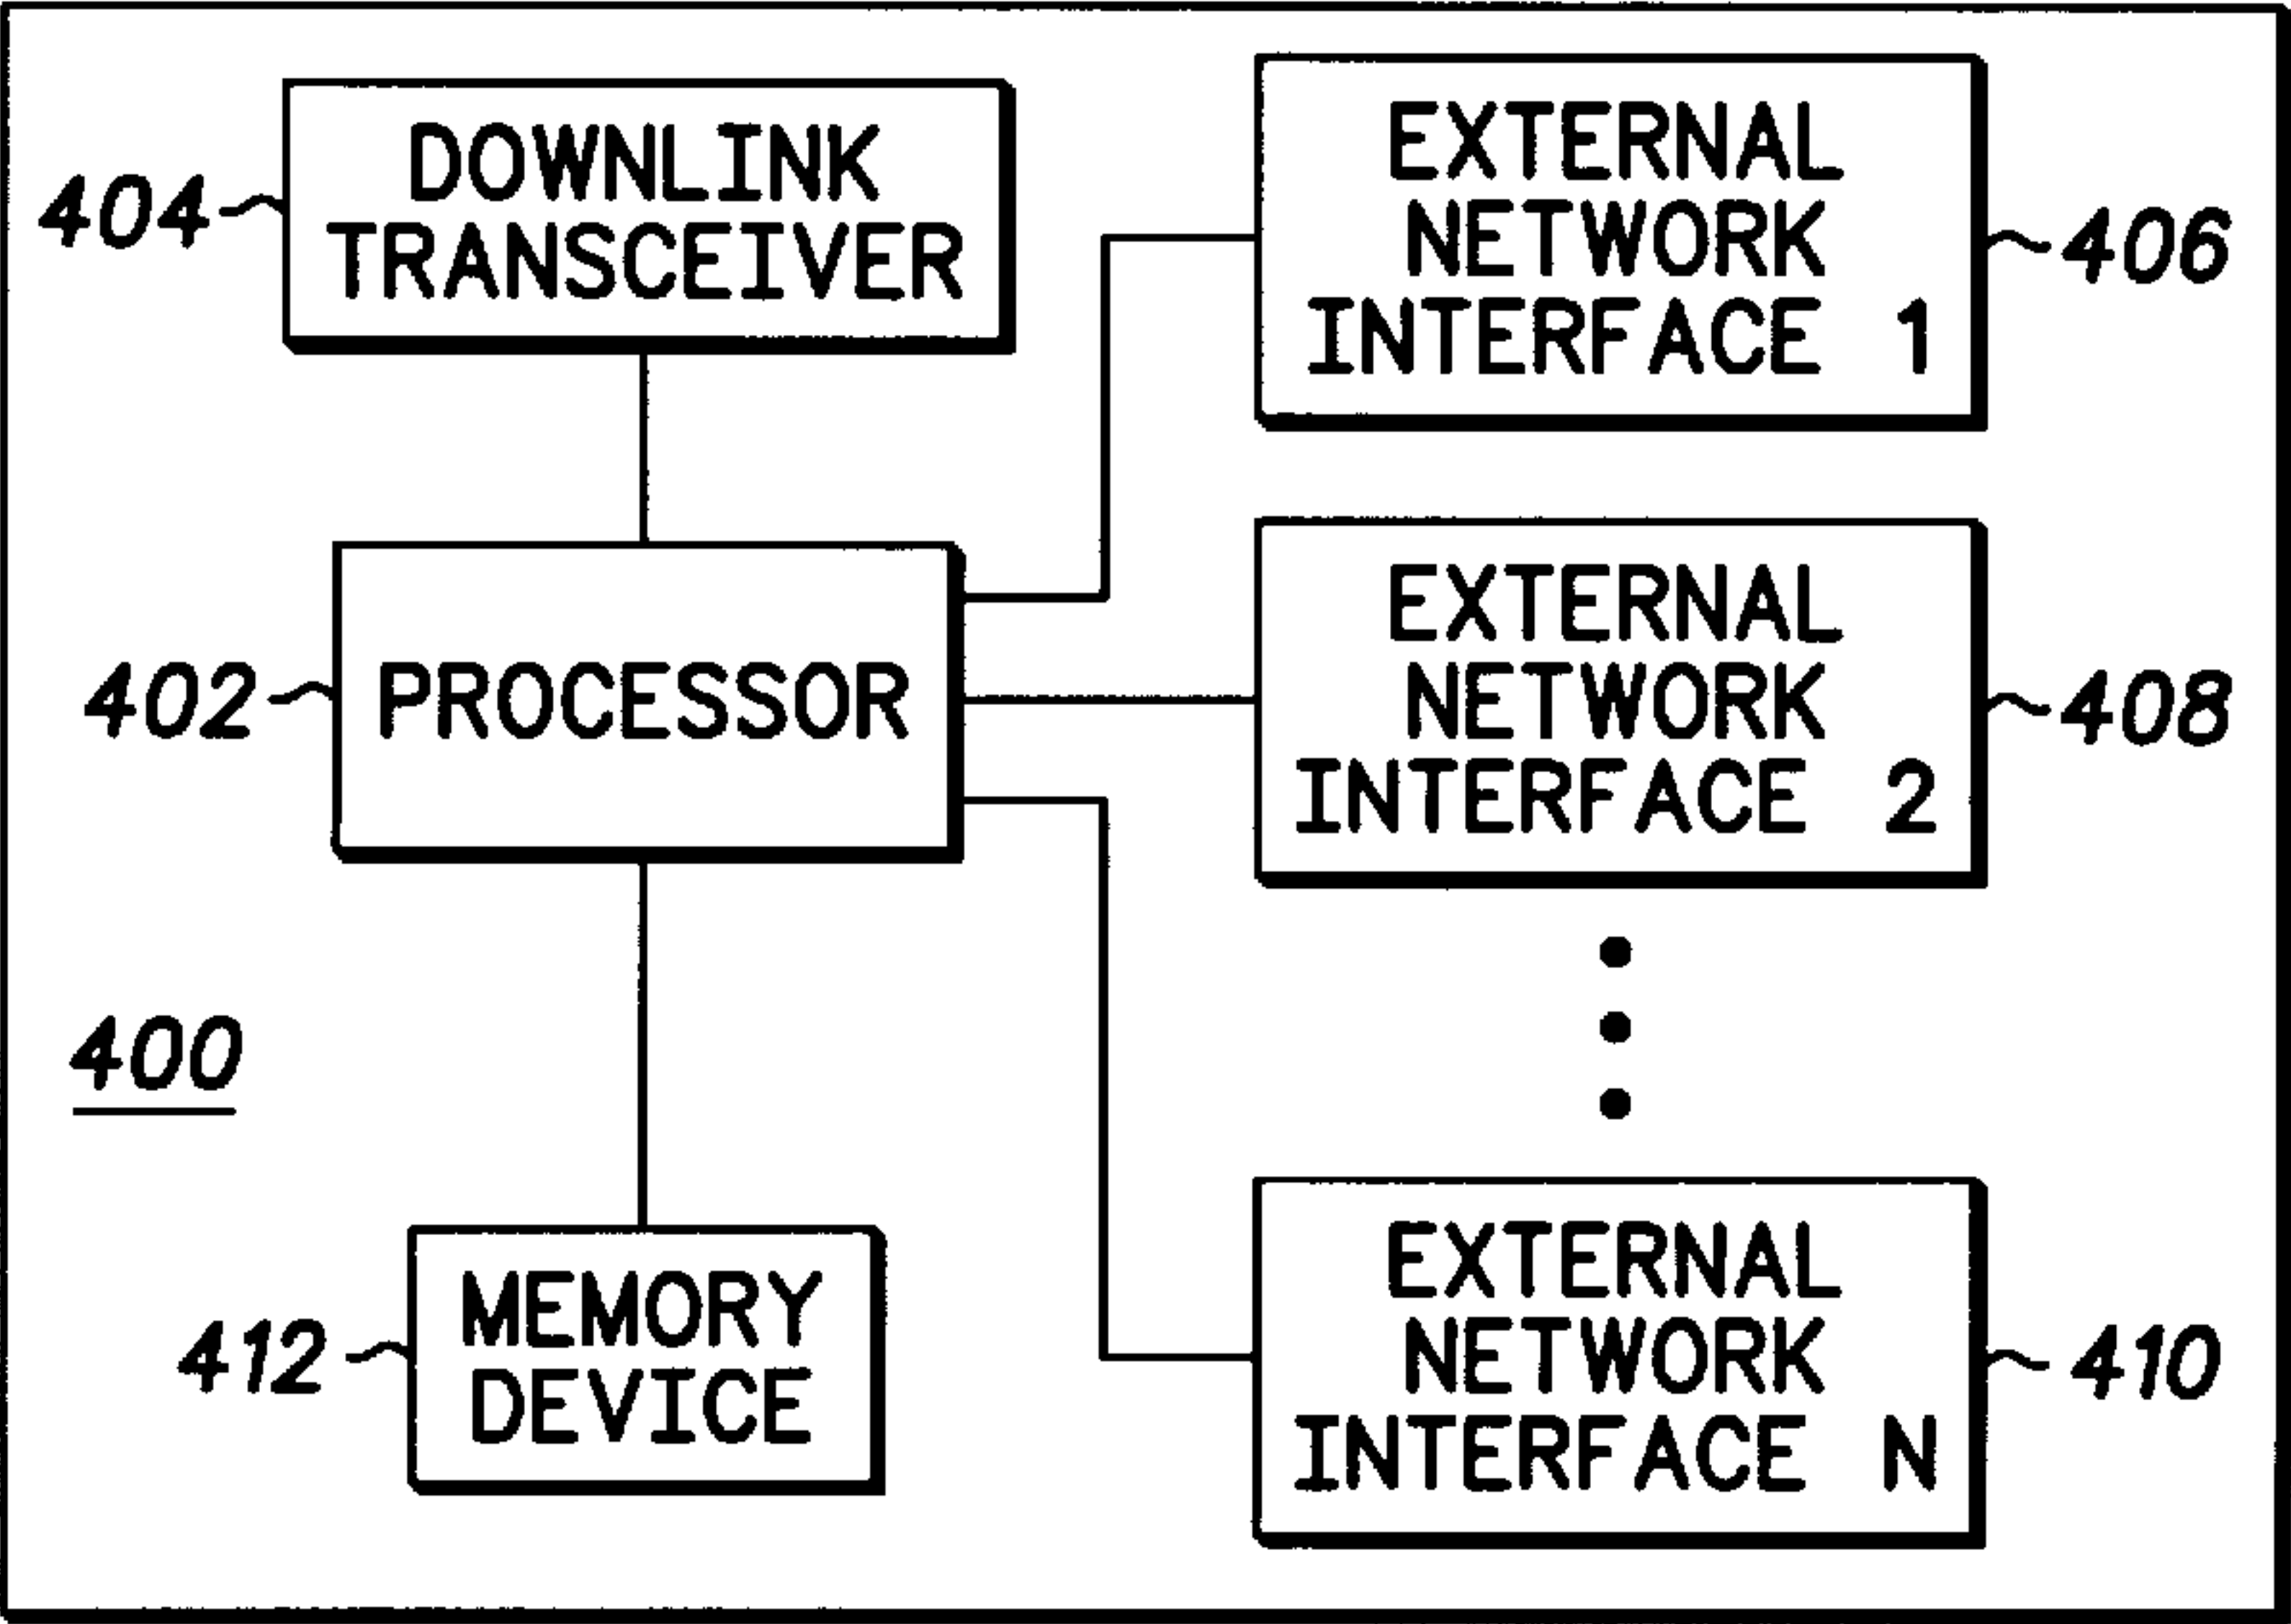 404
DOWNLINK
TRANSCEIVER
EXTERNAL
NETWORK
INTERFACE 1
406
402
PROCESSOR
EXTERNAL
NETWORK
INTERFACE 2
408
400
412
MEMORY
DEVICE
EXTERNAL
NETWORK
INTERFACE N
410